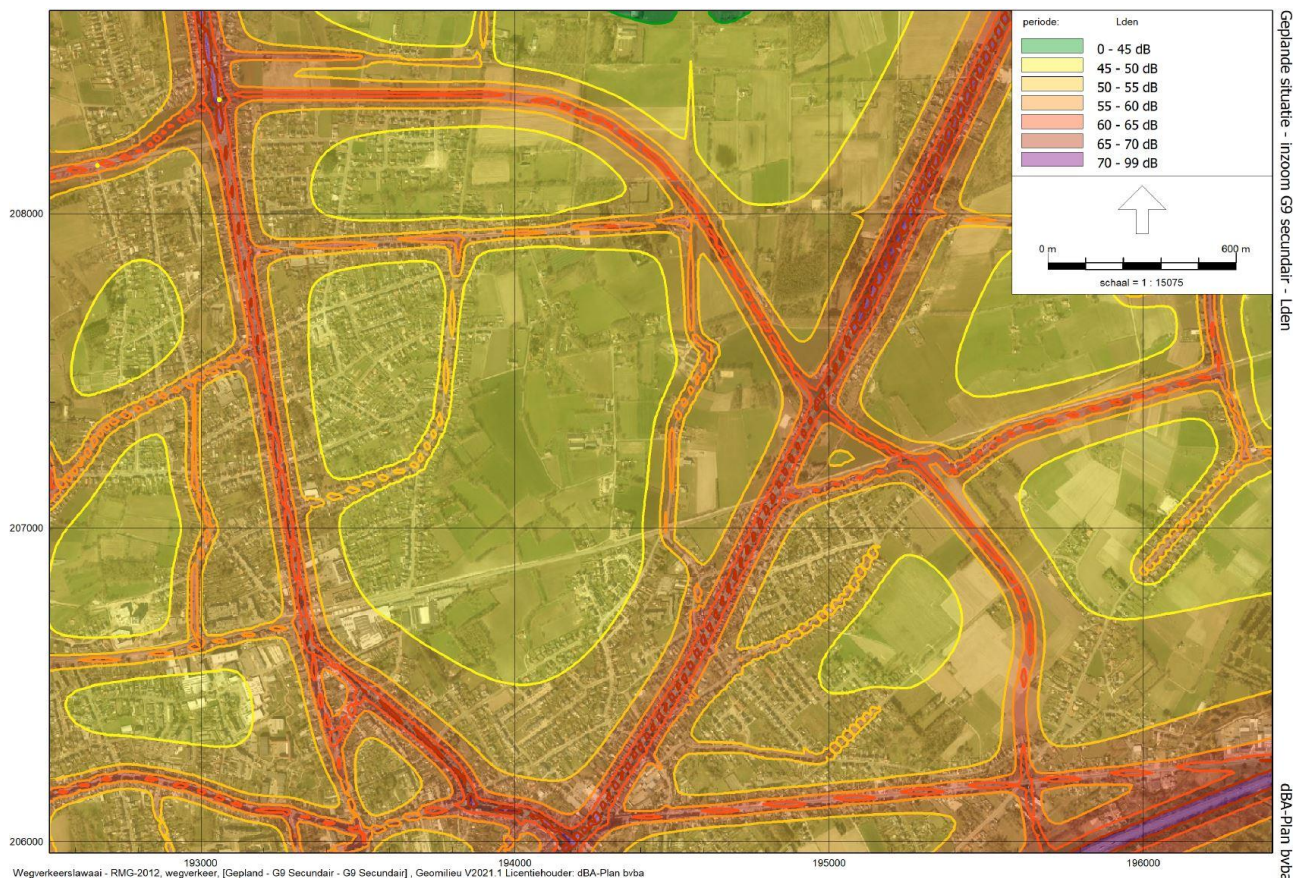 periode: Lden
0 - 45 dB
45 - 50 dB
50 - 55 dB
55 - 60 dB
60 - 65 dB
65 - 70 dB
70 - 99 dB
0 m 600 m
schaal = 1 : 15075
Geplande situatie - inzoom G9 secundair - Lden
dBA-Plan bvba
208000
207000
206000
193000 194000 195000 196000
Wegverkeerslawaai - RMG-2012, wegverkeer, [Gepland - G9 Secundair - G9 Secundair] , Geomilieu V2021.1 Licentiehouder: dBA-Plan bvba